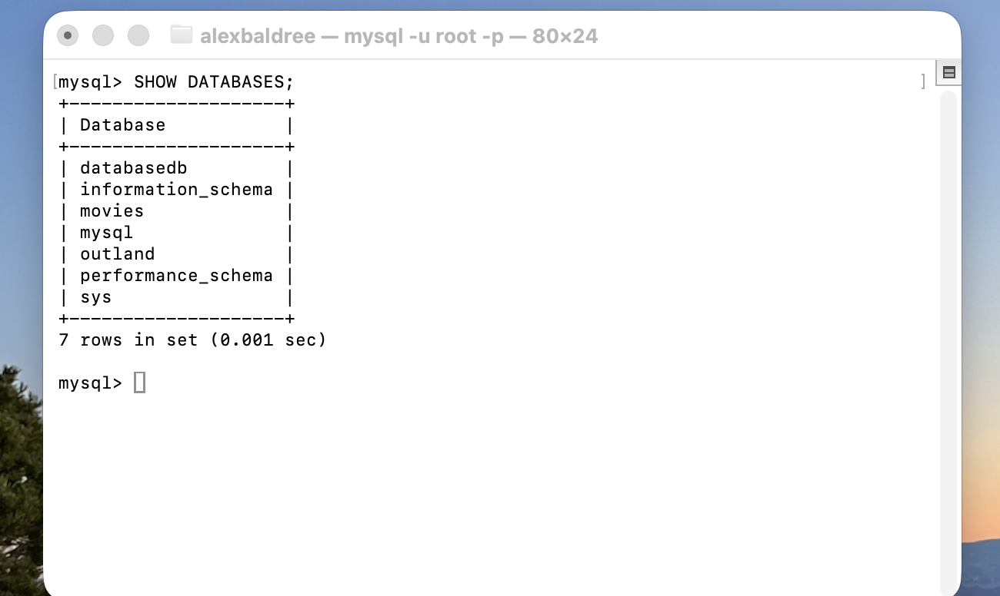 alexbaldree — mysql -u root -p — 80×24
[mysql> SHOW DATABASES; ]
+--------------------+
| Database           |
+--------------------+
| databasedb         |
| information_schema |
| movies             |
| mysql              |
| outland            |
| performance_schema |
| sys                |
+--------------------+
7 rows in set (0.001 sec)
mysql>